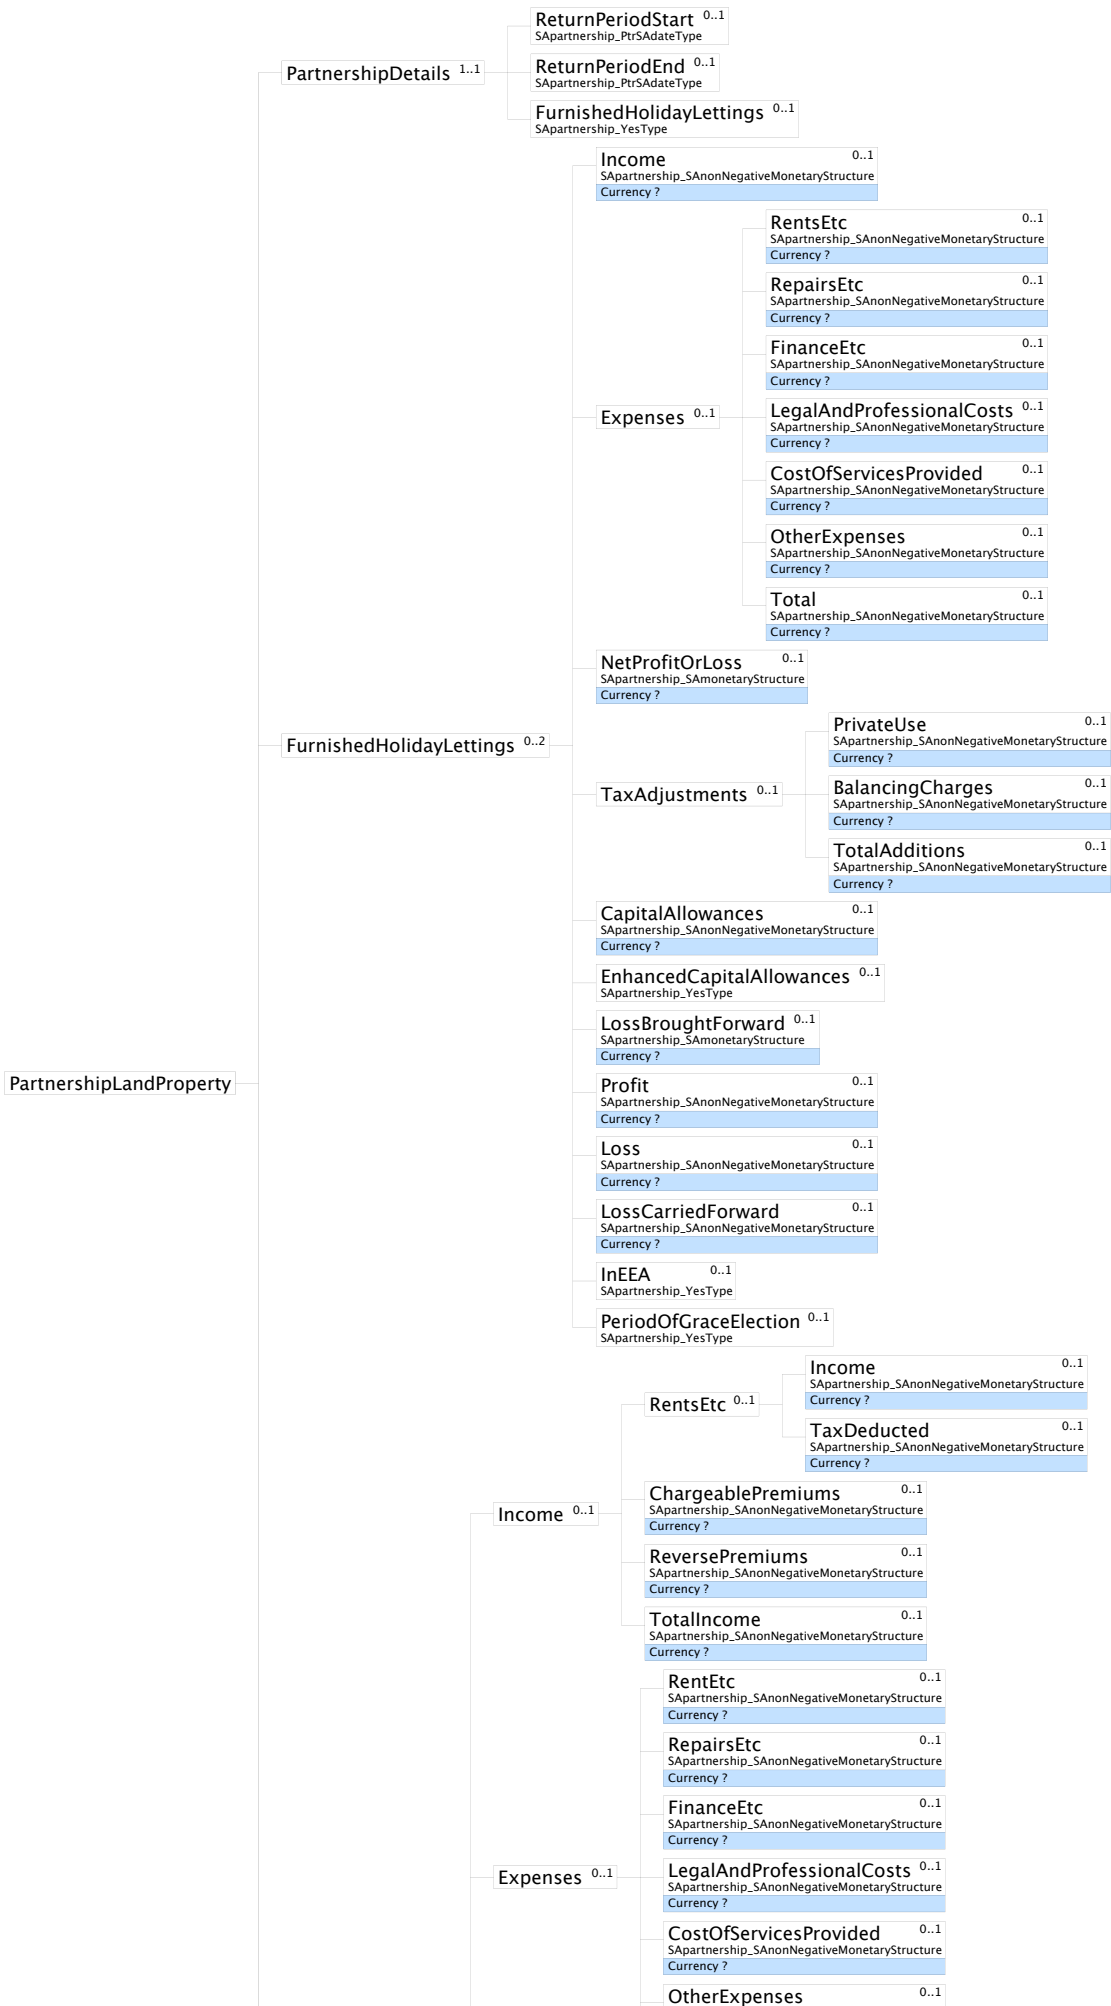 ReturnPeriodStart 0..1
SApartnership_PtrSAdateType
PartnershipDetails 1..1
ReturnPeriodEnd 0..1
SApartnership_PtrSAdateType
FurnishedHolidayLettings 0..1
SApartnership_YesType
Income 0..1
SApartnership_SAnonNegativeMonetaryStructure
Currency ?
RentsEtc 0..1
SApartnership_SAnonNegativeMonetaryStructure
Currency ?
RepairsEtc 0..1
SApartnership_SAnonNegativeMonetaryStructure
Currency ?
FinanceEtc 0..1
SApartnership_SAnonNegativeMonetaryStructure
Currency ?
Expenses 0..1
LegalAndProfessionalCosts 0..1
SApartnership_SAnonNegativeMonetaryStructure
Currency ?
CostOfServicesProvided 0..1
SApartnership_SAnonNegativeMonetaryStructure
Currency ?
OtherExpenses 0..1
SApartnership_SAnonNegativeMonetaryStructure
Currency ?
Total 0..1
SApartnership_SAnonNegativeMonetaryStructure
Currency ?
NetProfitOrLoss 0..1
SApartnership_SAmonetaryStructure
Currency ?
FurnishedHolidayLettings 0..2
PrivateUse 0..1
SApartnership_SAnonNegativeMonetaryStructure
Currency ?
TaxAdjustments 0..1
BalancingCharges 0..1
SApartnership_SAnonNegativeMonetaryStructure
Currency ?
TotalAdditions 0..1
SApartnership_SAnonNegativeMonetaryStructure
Currency ?
CapitalAllowances 0..1
SApartnership_SAnonNegativeMonetaryStructure
Currency ?
EnhancedCapitalAllowances 0..1
SApartnership_YesType
LossBroughtForward 0..1
SApartnership_SAmonetaryStructure
Currency ?
PartnershipLandProperty
Profit 0..1
SApartnership_SAnonNegativeMonetaryStructure
Currency ?
Loss 0..1
SApartnership_SAnonNegativeMonetaryStructure
Currency ?
LossCarriedForward 0..1
SApartnership_SAnonNegativeMonetaryStructure
Currency ?
InEEA 0..1
SApartnership_YesType
PeriodOfGraceElection 0..1
SApartnership_YesType
Income 0..1
SApartnership_SAnonNegativeMonetaryStructure
Currency ?
RentsEtc 0..1
TaxDeducted 0..1
SApartnership_SAnonNegativeMonetaryStructure
Currency ?
ChargeablePremiums 0..1
SApartnership_SAnonNegativeMonetaryStructure
Currency ?
Income 0..1
ReversePremiums 0..1
SApartnership_SAnonNegativeMonetaryStructure
Currency ?
TotalIncome 0..1
SApartnership_SAnonNegativeMonetaryStructure
Currency ?
RentEtc 0..1
SApartnership_SAnonNegativeMonetaryStructure
Currency ?
RepairsEtc 0..1
SApartnership_SAnonNegativeMonetaryStructure
Currency ?
FinanceEtc 0..1
SApartnership_SAnonNegativeMonetaryStructure
Currency ?
Expenses 0..1
LegalAndProfessionalCosts 0..1
SApartnership_SAnonNegativeMonetaryStructure
Currency ?
CostOfServicesProvided 0..1
SApartnership_SAnonNegativeMonetaryStructure
Currency ?
OtherExpenses 0..1